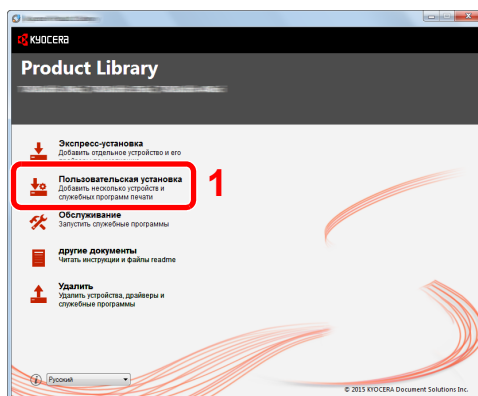 KYOCERA
Product Library
Экспресс-установка
Добавить отдельное устройство и его
Пользовательская установка
Добавить несколько устройств и
служебных программ печати
1
Обслуживание
Запустить служебные программы
другие документы
Читать инструкции и файлы readme
Удалить
Удалить устройства, драйверы и
служебные программы
i
Русский
© 2015 KYOCERA Document Solutions Inc.